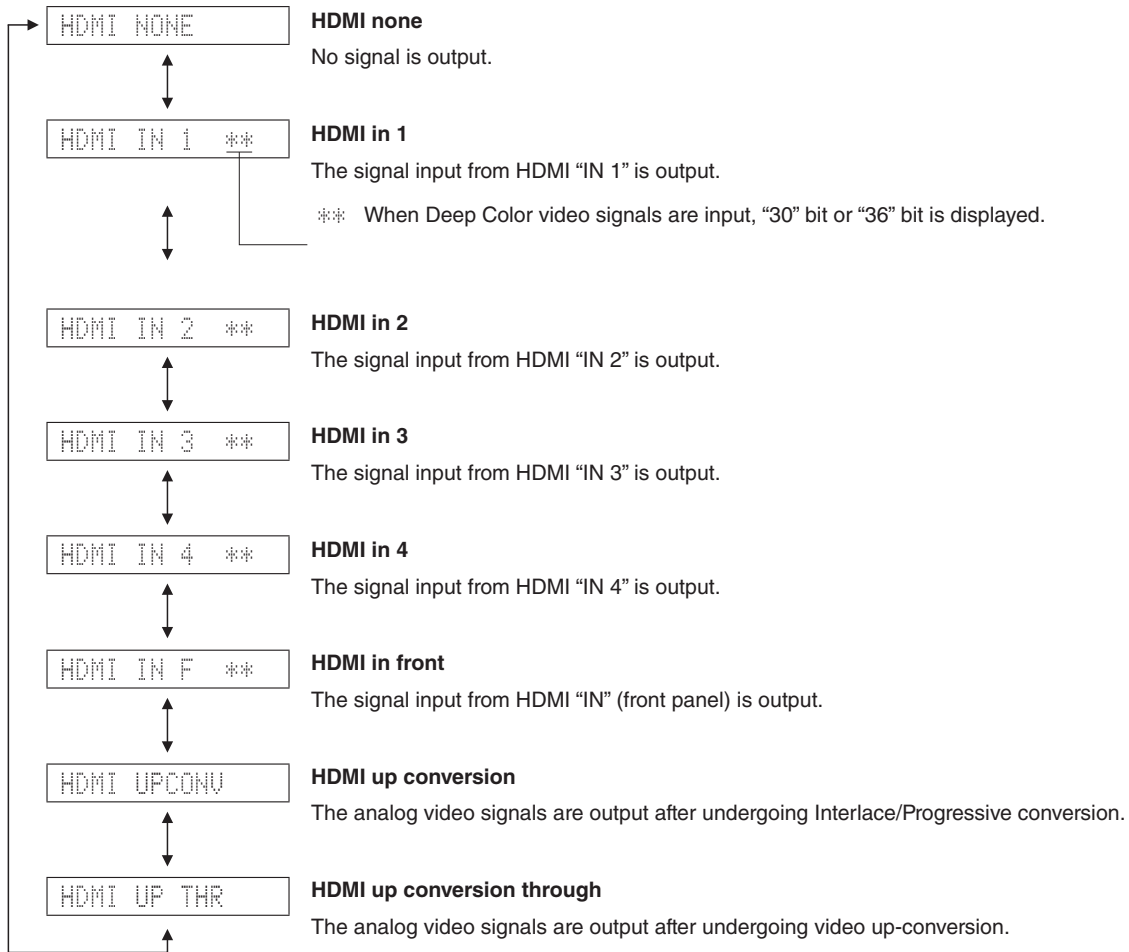 HDMI NONE
HDMI none
No signal is output.
HDMI IN 1 **
HDMI in 1
The signal input from HDMI “IN 1” is output.
** When Deep Color video signals are input, “30” bit or “36” bit is displayed.
HDMI IN 2 **
HDMI in 2
The signal input from HDMI “IN 2” is output.
HDMI IN 3 **
HDMI in 3
The signal input from HDMI “IN 3” is output.
HDMI IN 4 **
HDMI in 4
The signal input from HDMI “IN 4” is output.
HDMI IN F **
HDMI in front
The signal input from HDMI “IN” (front panel) is output.
HDMI UPCONV
HDMI up conversion
The analog video signals are output after undergoing Interlace/Progressive conversion.
HDMI UP THR
HDMI up conversion through
The analog video signals are output after undergoing video up-conversion.